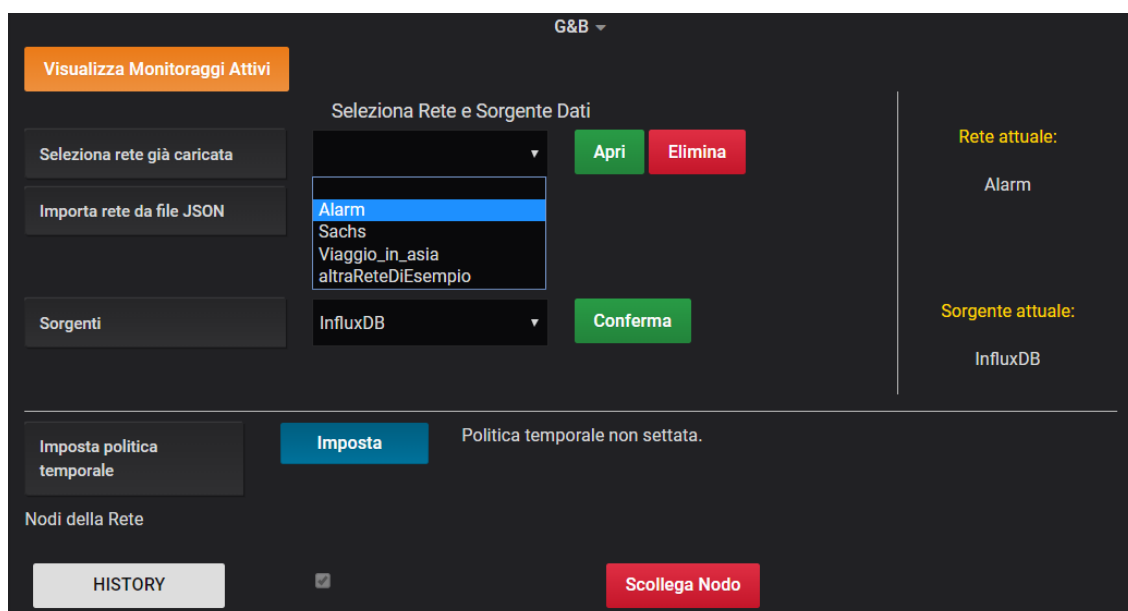 G&B
Visualizza Monitoraggi Attivi
Seleziona Rete e Sorgente Dati
Seleziona rete già caricata
Apri
Elimina
Importa rete da file JSON
Alarm
Sachs
Viaggio_in_asia
altraReteDiEsempio
Sorgenti
InfluxDB
Conferma
Rete attuale:
Alarm
Sorgente attuale:
InfluxDB
Imposta politica
temporale
Imposta
Politica temporale non settata.
Nodi della Rete
HISTORY
Scollega Nodo